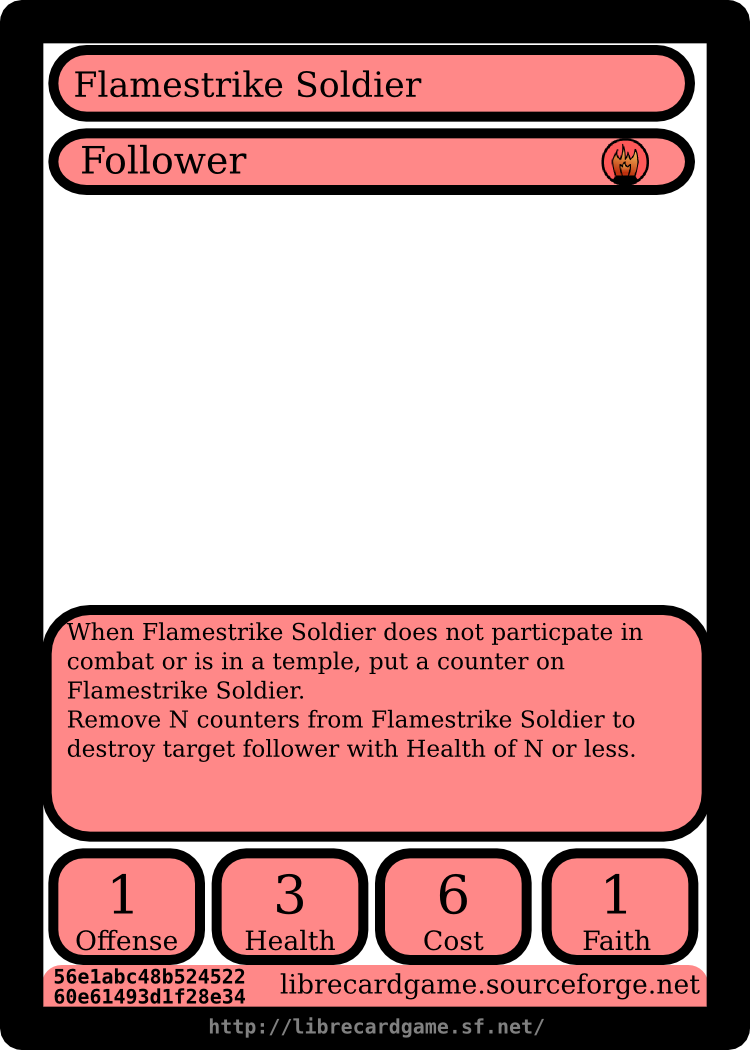 Flamestrike Soldier
Follower
When Flamestrike Soldier does not particpate in
combat or is in a temple, put a counter on
Flamestrike Soldier.
Remove N counters from Flamestrike Soldier to
destroy target follower with Health of N or less.
1
Offense
3
Health
6
Cost
1
Faith
56e1abc48b524522
60e61493d1f28e34
librecardgame.sourceforge.net
http://librecardgame.sf.net/